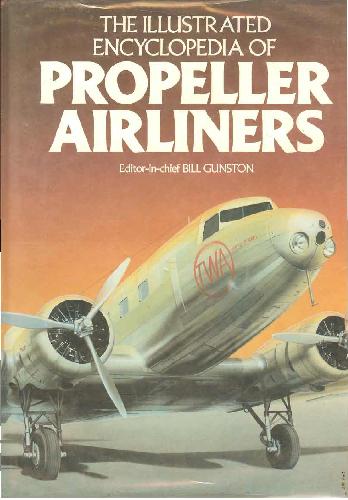 THE ILLUSTRATED
ENCYCLOPEDIA OF
PROPELLER
AIRLINERS
Editor-in-chief BILL GUNSTON
TWA